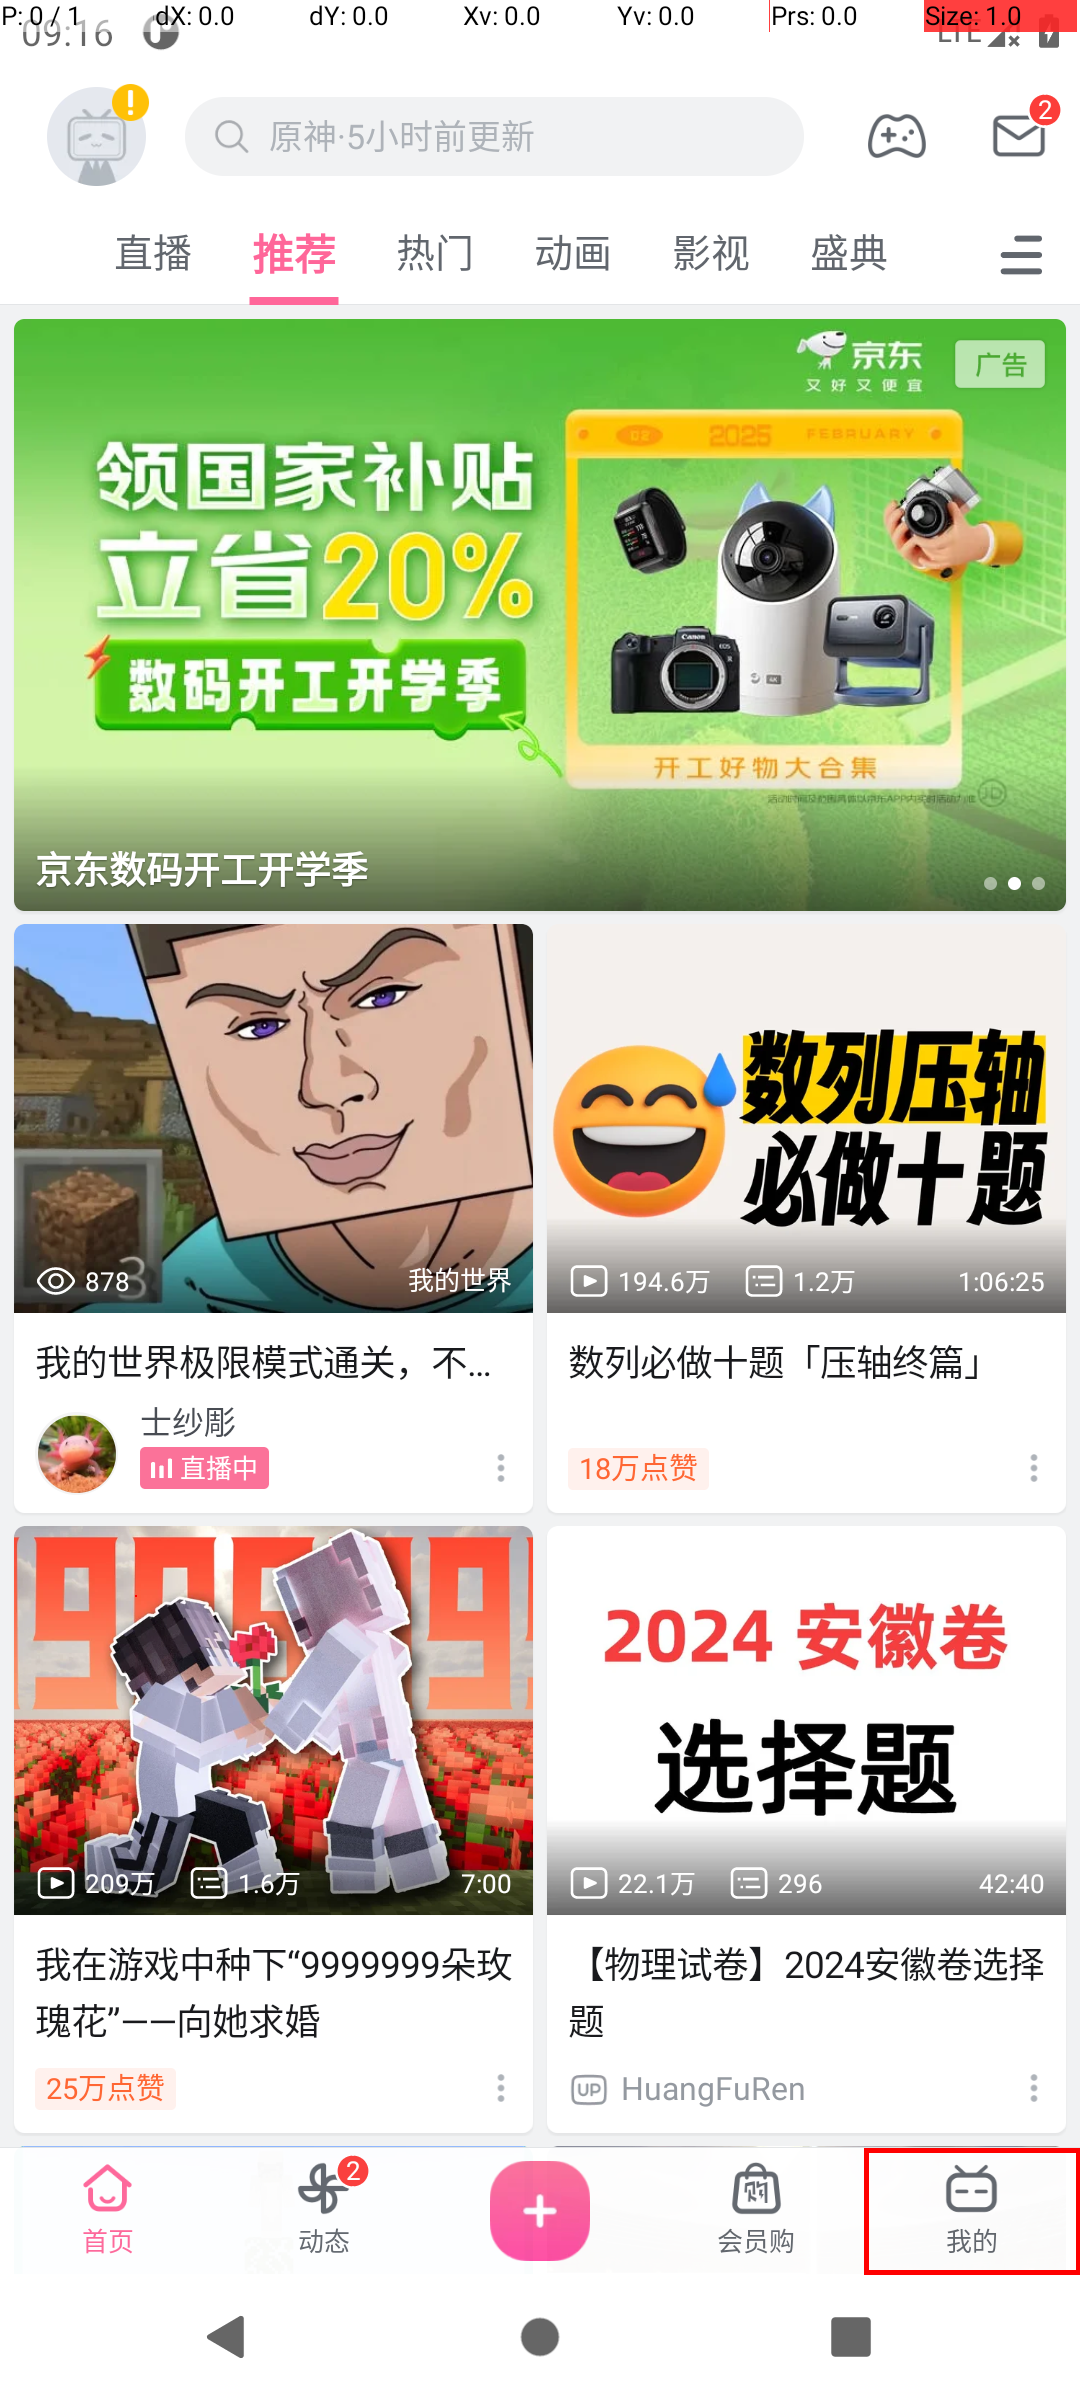 P: 0 / 1 dX: 0.0 dY: 0.0 Xv: 0.0 Yv: 0.0 Prs: 0.0 Size: 1.0
09:16 LTE
原神·5小时前更新 2
直播 推荐 热门 动画 影视 盛典
京东 广告
又好又便宜
02 2025 FEBRUARY
领国家补贴
立省20%
数码开工开学季
Canon
EOS
R
4K
开工好物大合集
JD
京东数码开工开学季
数列压轴
必做十题
3
878 我的世界
194.6万 1.2万 1:06:25
我的世界极限模式通关，不...
数列必做十题「压轴终篇」
士纱彫
直播中
18万点赞
2024 安徽卷
选择题
209万 1.6万 7:00
22.1万 296 42:40
我在游戏中种下“9999999朵玫
瑰花”——向她求婚
【物理试卷】2024安徽卷选择
题
25万点赞
UP HuangFuRen
2
购
首页 动态 会员购 我的